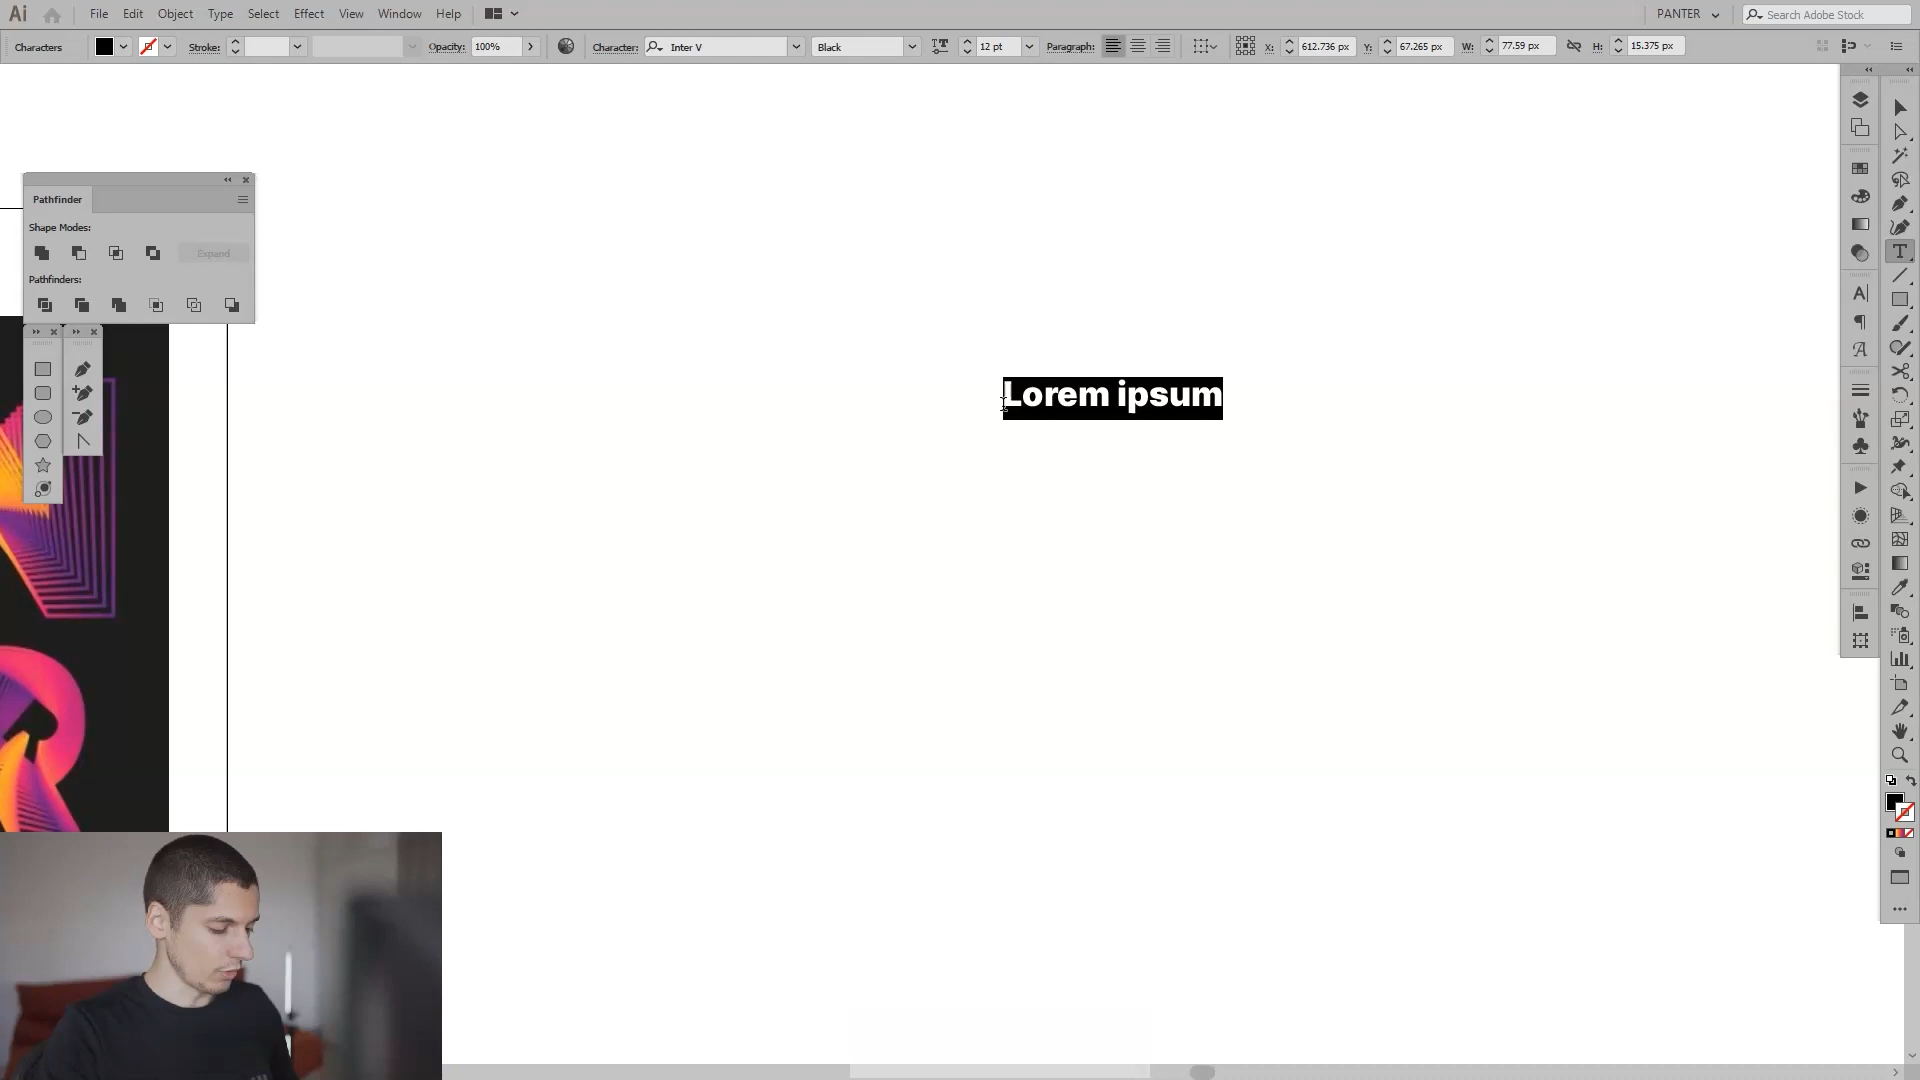 Ai File Edit Object Type Select Effect View Window Help PANTER Search Adobe Stock
Characters Stroke: Opacity: 100% Character: Inter V Black 12 pt Paragraph: X: 612.736 px Y: 67.265 px W: 77.59 px H: 15.375 px
Pathfinder
Shape Modes:
Expand
Pathfinders:
Lorem ipsum